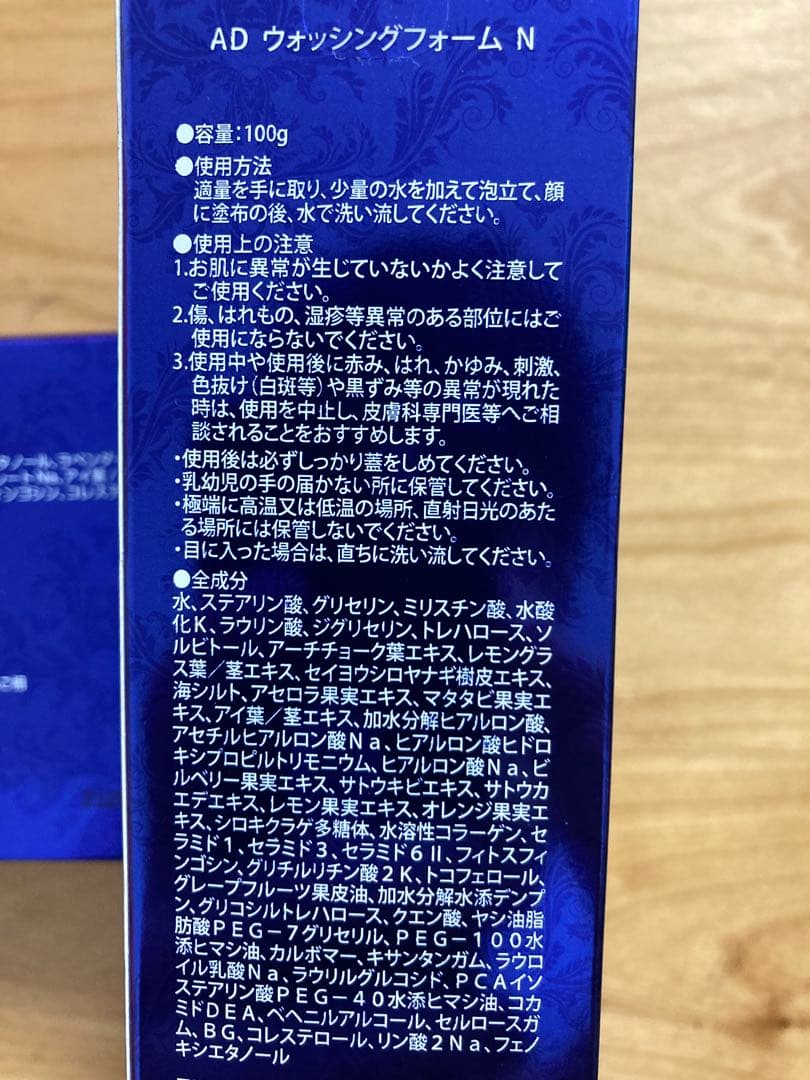 AD ウォッシングフォーム N
●容量：100g
●使用方法
適量を手に取り、少量の水を加えて泡立て、顔
に塗布の後、水で洗い流してください。
●使用上の注意
1.お肌に異常が生じていないかよく注意して
ご使用ください。
2.傷、はれもの、湿疹等異常のある部位にはご
使用にならないでください。
3.使用中や使用後に赤み、はれ、かゆみ、刺激、
色抜け（白斑等）や黒ずみ等の異常が現れた
時は、使用を中止し、皮膚科専門医等へご相
談されることをおすすめします。
・使用後は必ずしっかり蓋をしめてください。
・乳幼児の手の届かない所に保管してください。
・極端に高温又は低温の場所、直射日光のあた
る場所には保管しないでください。
・目に入った場合は、直ちに洗い流してください。
●全成分
水、ステアリン酸、グリセリン、ミリスチン酸、水酸
化K、ラウリン酸、ジグリセリン、トレハロース、ソ
ルビトール、アーチチョーク葉エキス、レモングラ
ス葉／茎エキス、セイヨウシロヤナギ樹皮エキス、
海シルト、アセロラ果実エキス、マタタビ果実エ
キス、アイ葉／茎エキス、加水分解ヒアルロン酸、
アセチルヒアルロン酸Ｎａ、ヒアルロン酸ヒドロ
キシプロピルトリモニウム、ヒアルロン酸Ｎａ、ビ
ルベリー果実エキス、サトウキビエキス、サトウカ
エデエキス、レモン果実エキス、オレンジ果実エ
キス、シロキクラゲ多糖体、水溶性コラーゲン、セ
ラミド１、セラミド３、セラミド６Ⅱ、フィトスフィ
ンゴシン、グリチルリチン酸２Ｋ、トコフェロール、
グレープフルーツ果皮油、加水分解水添デンプ
ン、グリコシルトレハロース、クエン酸、ヤシ油脂
肪酸ＰＥＧ－７グリセリル、ＰＥＧ－１００水
添ヒマシ油、カルボマー、キサンタンガム、ラウロ
イル乳酸Ｎａ、ラウリルグルコシド、ＰＣＡイソ
ステアリン酸ＰＥＧ－４０水添ヒマシ油、コカ
ミドＤＥＡ、ベヘニルアルコール、セルロースガ
ム、ＢＧ、コレステロール、リン酸２Ｎａ、フェノ
キシエタノール